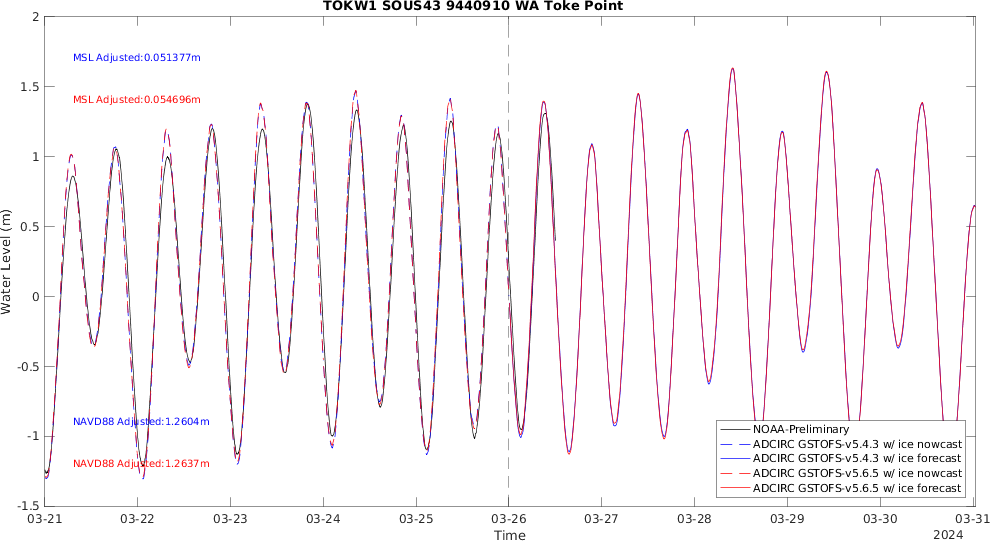 TOKW1 SOUS43 9440910 WA Toke Point
2
1.5
1
0.5
0
-0.5
-1
-1.5
Water Level (m)
MSL Adjusted:0.051377m
MSL Adjusted:0.054696m
NAVD88 Adjusted:1.2604m
NAVD88 Adjusted:1.2637m
NOAA-Preliminary
ADCIRC GSTOFS-v5.4.3 w/ ice nowcast
ADCIRC GSTOFS-v5.4.3 w/ ice forecast
ADCIRC GSTOFS-v5.6.5 w/ ice nowcast
ADCIRC GSTOFS-v5.6.5 w/ ice forecast
03-21 03-22 03-23 03-24 03-25 03-26 03-27 03-28 03-29 03-30 03-31
Time
2024